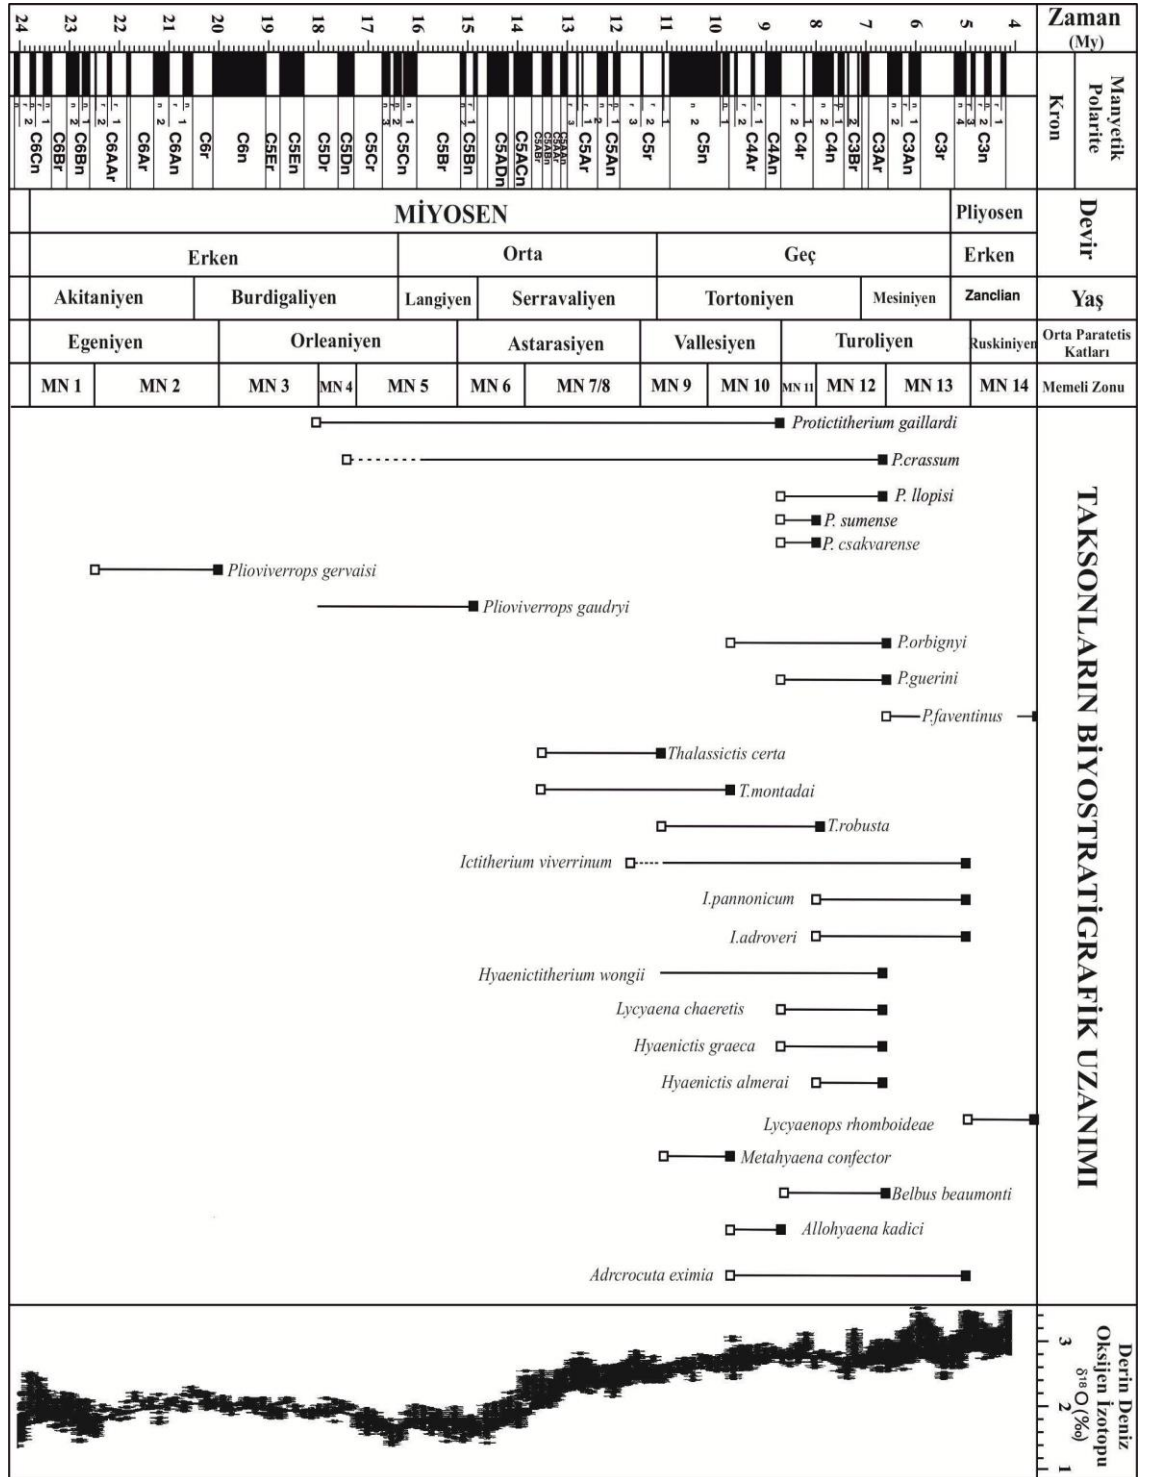 24 23 22 21 20 19 18 17 16 15 14 13 12 11 10 9 8 7 6 5 4
Zaman
(My)
Manyetik
Polarite
Kron
C6Cn C6Br C6Bn C6AAr C6Ar C6An C6r C6n C5Er C5En C5Dr C5Dn C5Cr C5Cn C5Br C5Bn C5ADn C5ACn C5ABr C5ABn C5AAr C5AAn C5Ar C5An C5r C5n C4Ar C4An C4r C4n C3Br C3Ar C3An C3r C3n
MİYOSEN Pliyosen
Devir
Erken Orta Geç Erken
Akitaniyen Burdigaliyen Langiyen Serravaliyen Tortoniyen Mesiniyen Zanclian Yaş
Egeniyen Orleaniyen Astarasiyen Vallesiyen Turoliyen Ruskiniyen Orta Paratetis
Katları
MN 1 MN 2 MN 3 MN 4 MN 5 MN 6 MN 7/8 MN 9 MN 10 MN 11 MN 12 MN 13 MN 14 Memeli Zonu
Protictitherium gaillardi
P.crassum
P. llopisi
P. sumense
P. csakvarense
Plioviverrops gervaisi
Plioviverrops gaudryi
P.orbignyi
P.guerini
P.faventinus
Thalassictis certa
T.montadai
T.robusta
Ictitherium viverrinum
I.pannonicum
I.adroveri
Hyaenictitherium wongii
Lycyaena chaeretis
Hyaenictis graeca
Hyaenictis almerai
Lycyaenops rhomboideae
Metahyaena confector
Belbus beaumonti
Allohyaena kadici
Adrcrocuta eximia
TAKSONLARIN BİYOSTRATİGRAFİK UZANIMI
3
2
1
Derin Deniz
Oksijen İzotopu
δ¹⁸O(‰)